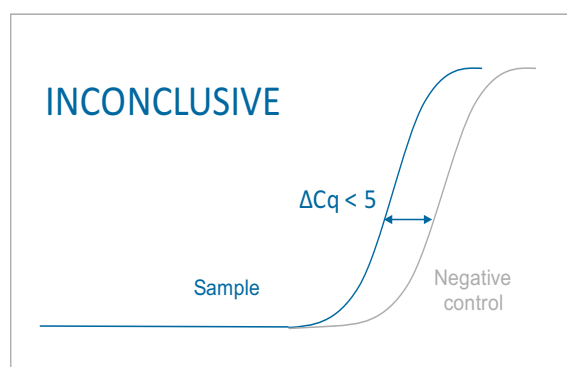 INCONCLUSIVE
ΔCq < 5
Sample
Negative
control